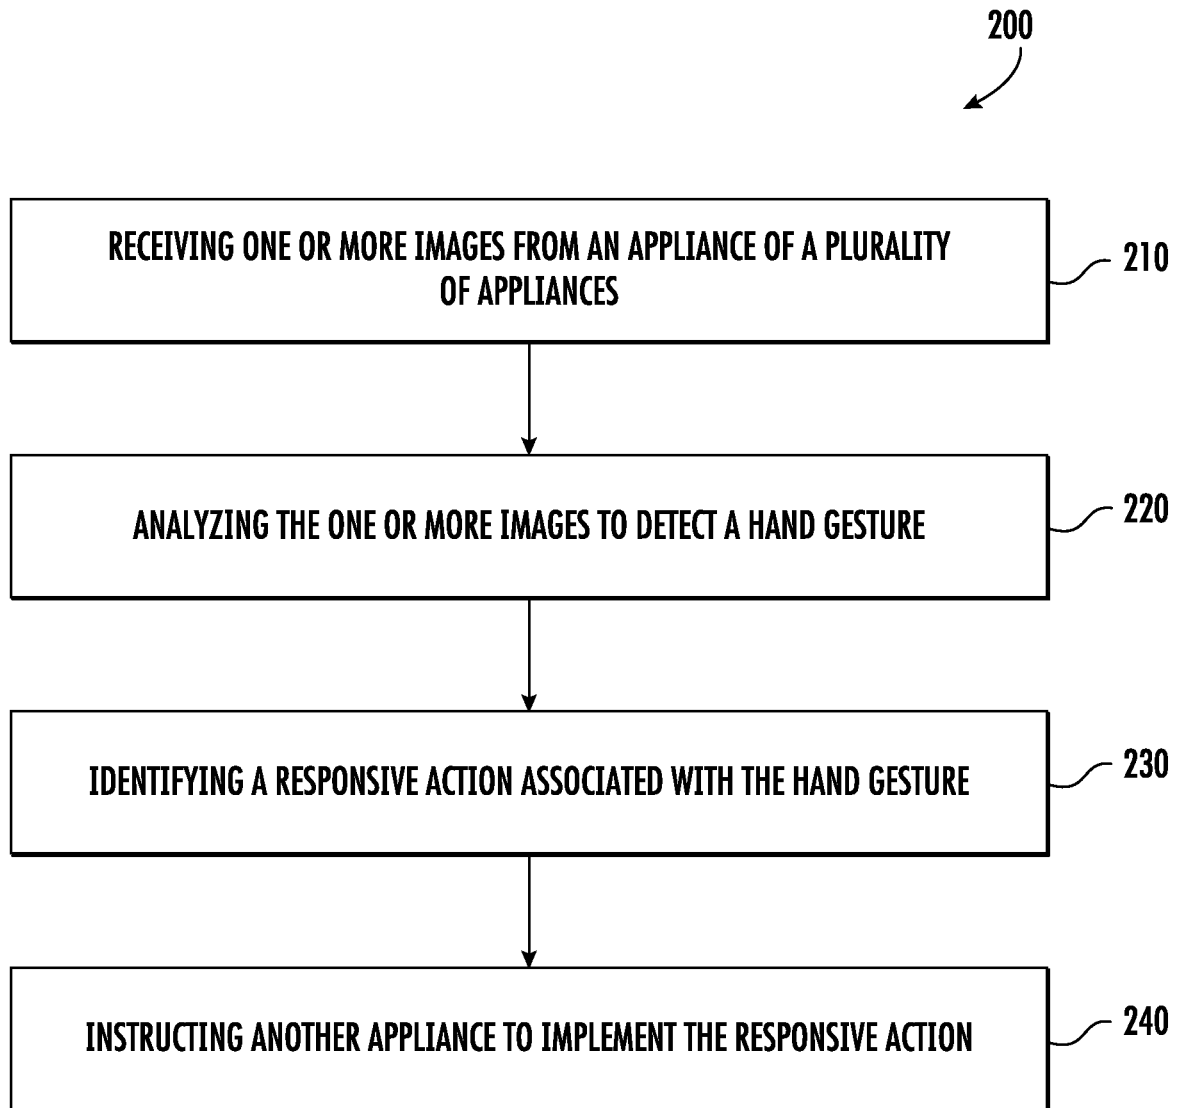 200
RECEIVING ONE OR MORE IMAGES FROM AN APPLIANCE OF A PLURALITY
OF APPLIANCES
210
ANALYZING THE ONE OR MORE IMAGES TO DETECT A HAND GESTURE
220
IDENTIFYING A RESPONSIVE ACTION ASSOCIATED WITH THE HAND GESTURE
230
INSTRUCTING ANOTHER APPLIANCE TO IMPLEMENT THE RESPONSIVE ACTION
240